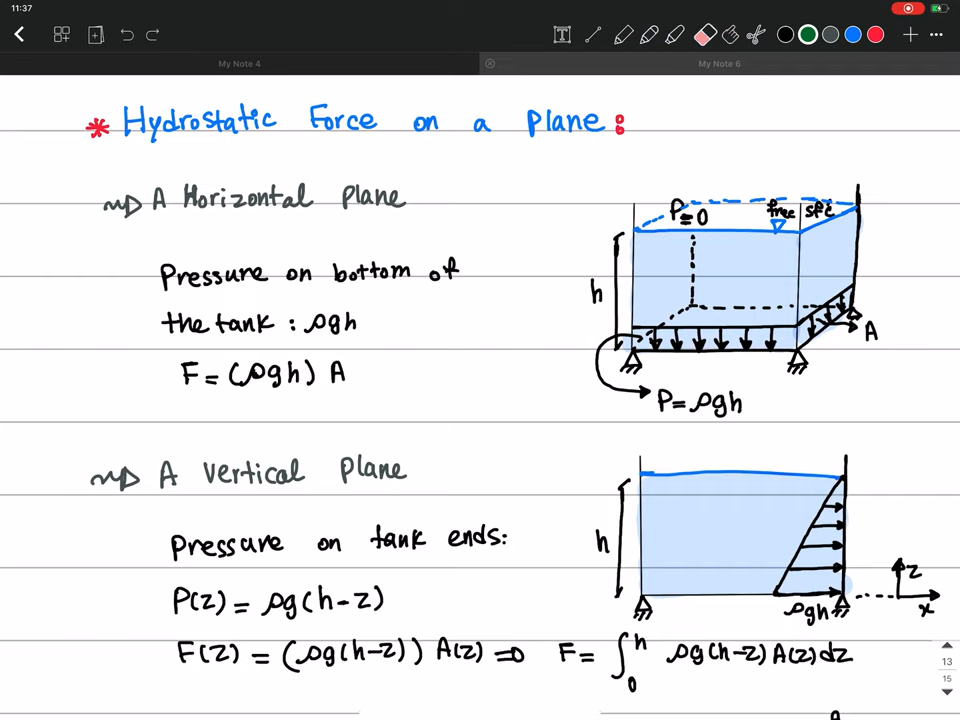 11:37
My Note 4
My Note 6
* Hydrostatic Force on a plane:
A Horizontal plane
P=0
free sfc
Pressure on bottom of
h
the tank: ρgh
A
F = (ρgh) A
P = ρgh
A vertical plane
Pressure on tank ends:
h
z
P(z) = ρg(h-z)
ρgh
x
F(z) = (ρg(h-z)) A(z) ⇒ F = ∫₀ʰ ρg(h-z) A(z) dz
13
15